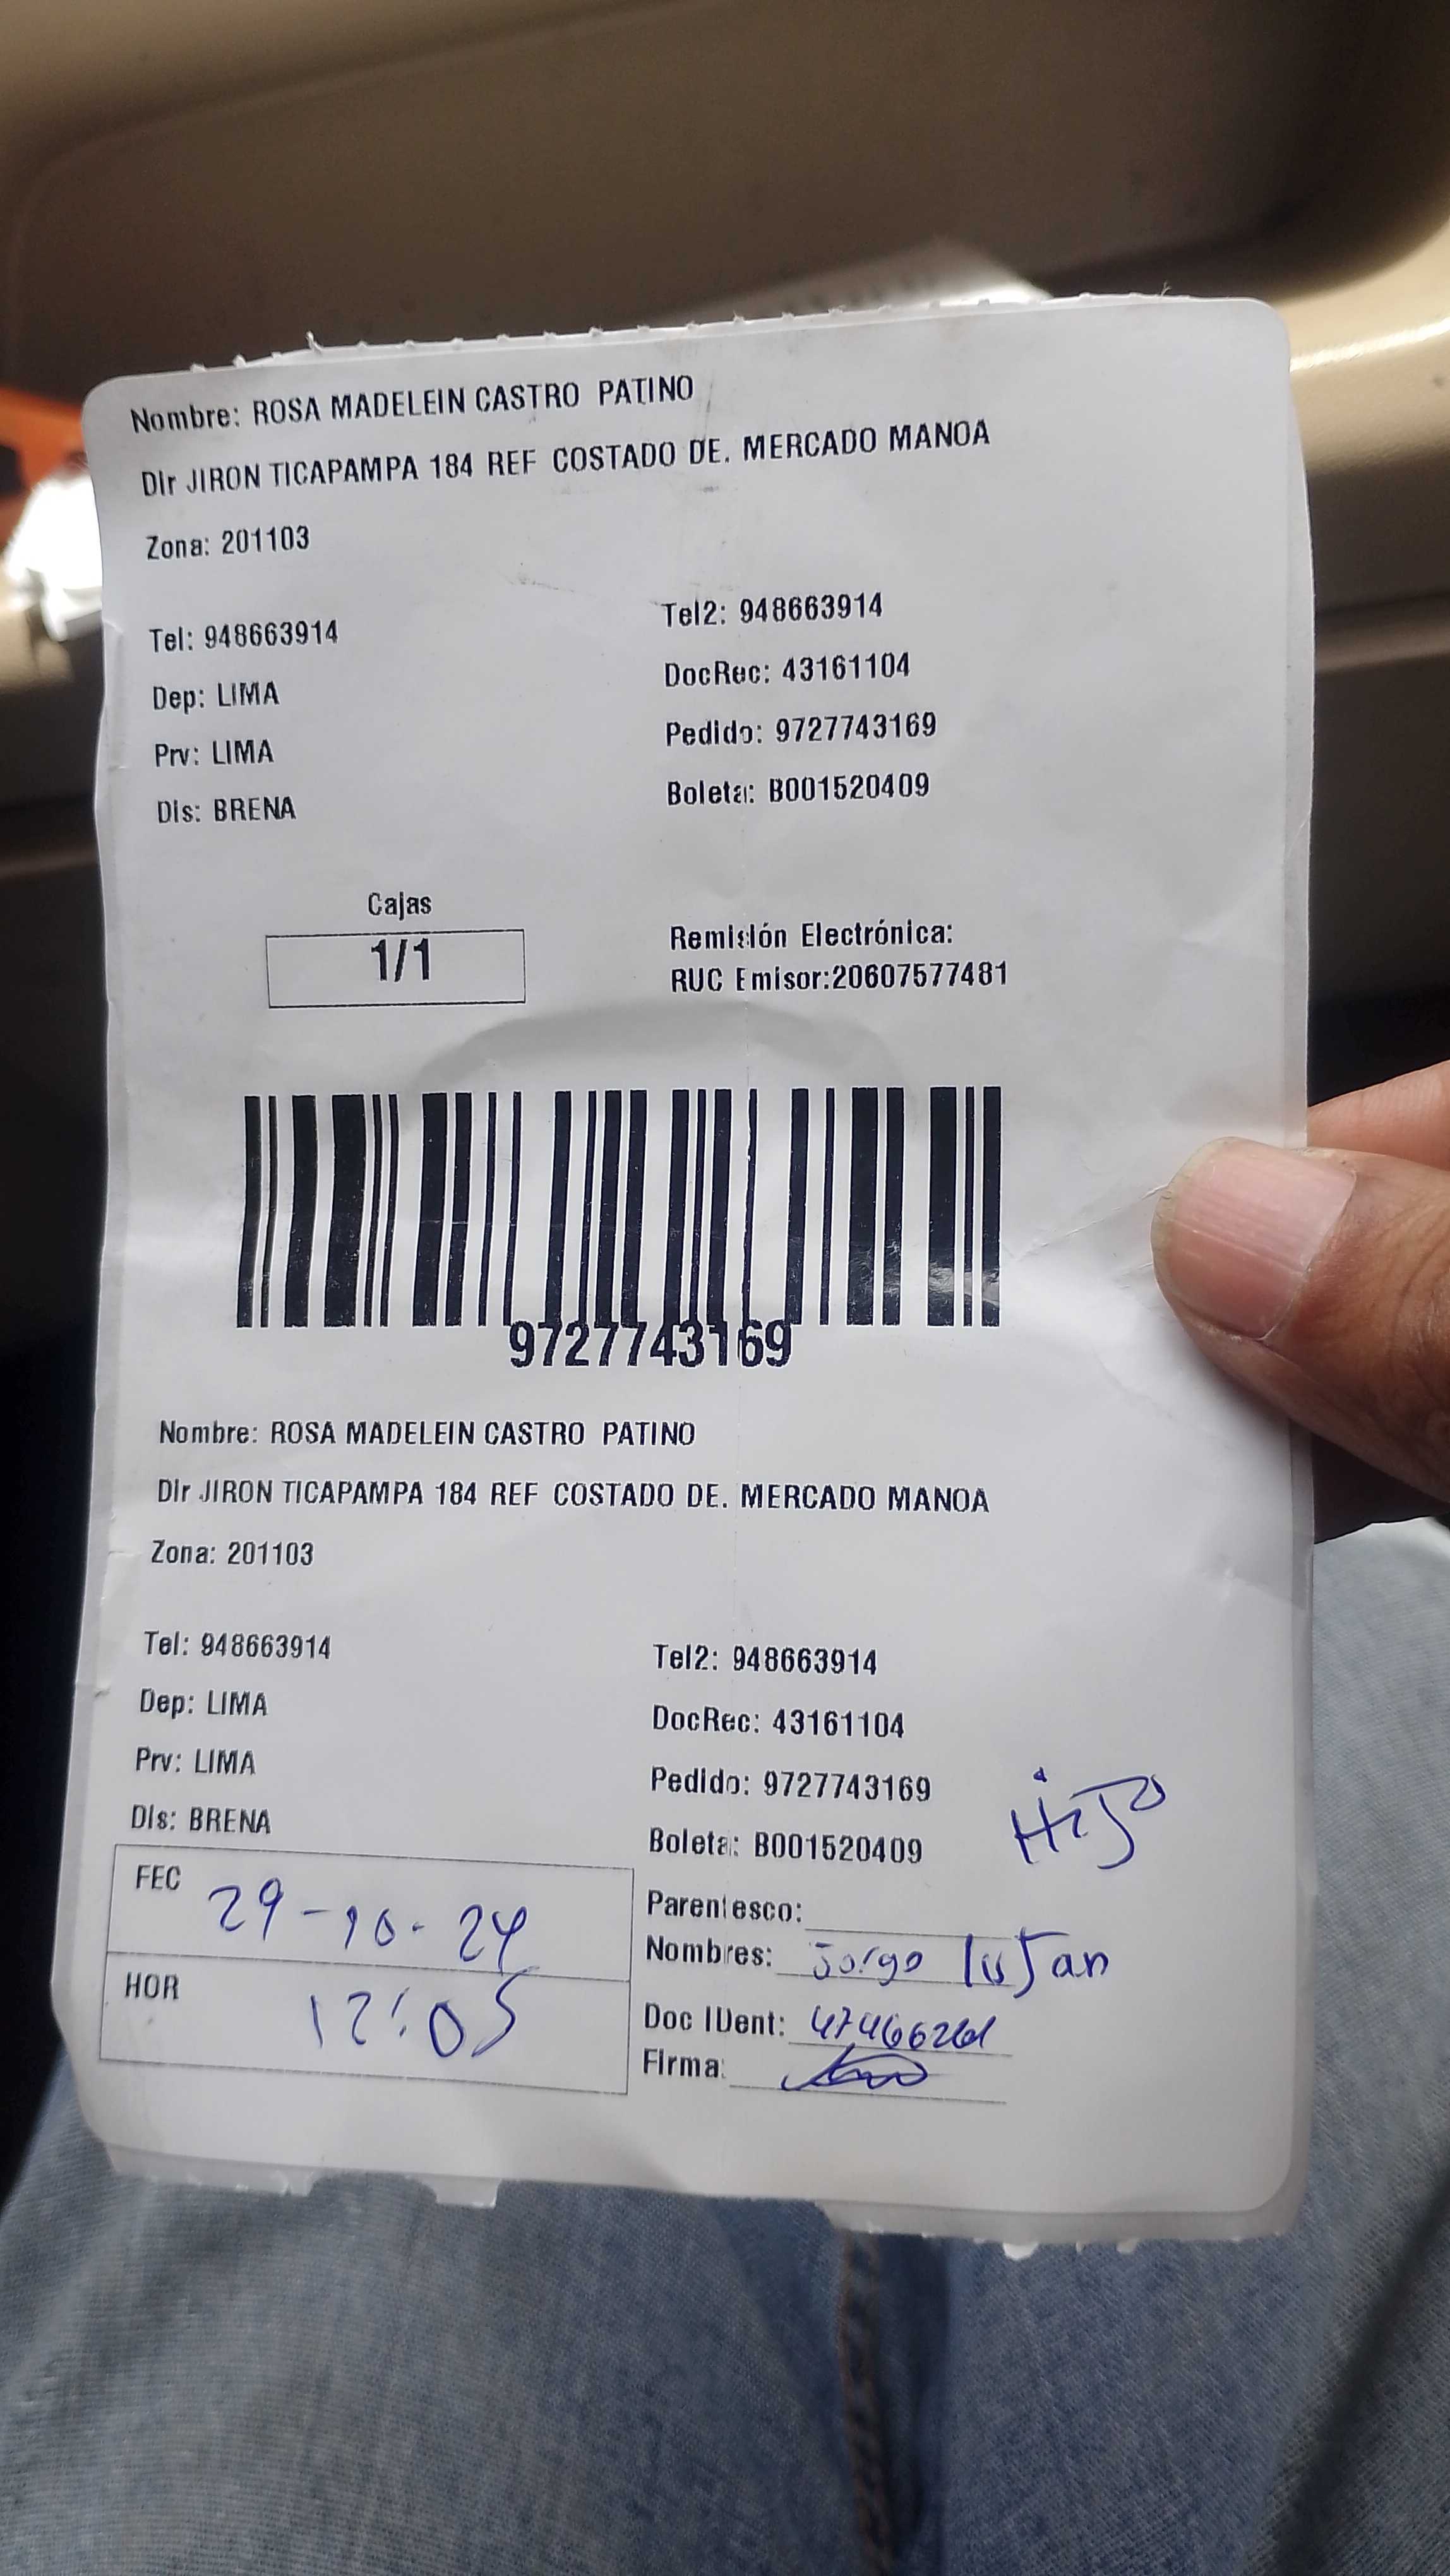 Nombre: ROSA MADELEIN CASTRO PATINO
Dir JIRON TICAPAMPA 184 REF COSTADO DE. MERCADO MANOA
Zona: 201103
Tel: 948663914 Tel2: 948663914
Dep: LIMA DocRec: 43161104
Prv: LIMA Pedido: 9727743169
Dis: BRENA Boleta: B001520409
Cajas
1/1
Remisión Electrónica:
RUC Emisor:20607577481
9727743169
Nombre: ROSA MADELEIN CASTRO PATINO
Dir JIRON TICAPAMPA 184 REF COSTADO DE. MERCADO MANOA
Zona: 201103
Tel: 948663914 Tel2: 948663914
Dep: LIMA DocRec: 43161104
Prv: LIMA Pedido: 9727743169
Dis: BRENA Boleta: B001520409
Hijo
FEC 29-10-24
HOR 12:05
Parentesco:
Nombres: Jorge lujan
Doc IDent:
Firma: